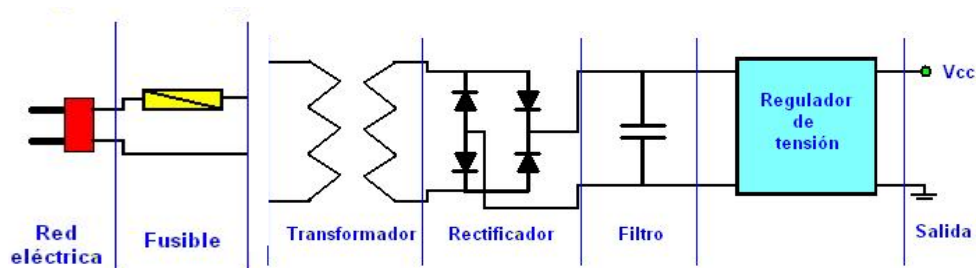 Vcc
Regulador
de
tensión
Red
eléctrica
Fusible
Transformador
Rectificador
Filtro
Salida